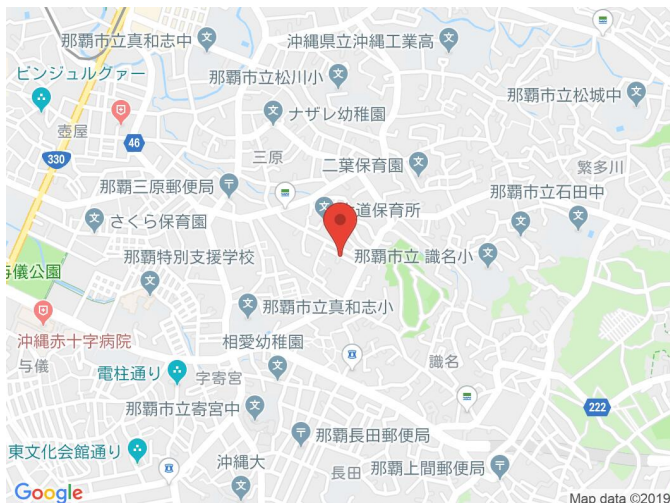 那覇市立真和志中
沖縄県立沖縄工業高
ビンジュルグァー
那覇市立松川小
那覇市立松城中
ナザレ幼稚園
壺屋
46
三原
二葉保育園
繁多川
330
那覇三原郵便局
那覇市立石田中
さくら保育園
道保育所
那覇特別支援学校
那覇市立 識名小
与儀公園
那覇市立真和志小
沖縄赤十字病院
相愛幼稚園
与儀
識名
電柱通り
字寄宮
222
那覇市立寄宮中
東文化会館通り
那覇長田郵便局
沖縄大
長田
那覇上間郵便局
Google
Map data ©2019